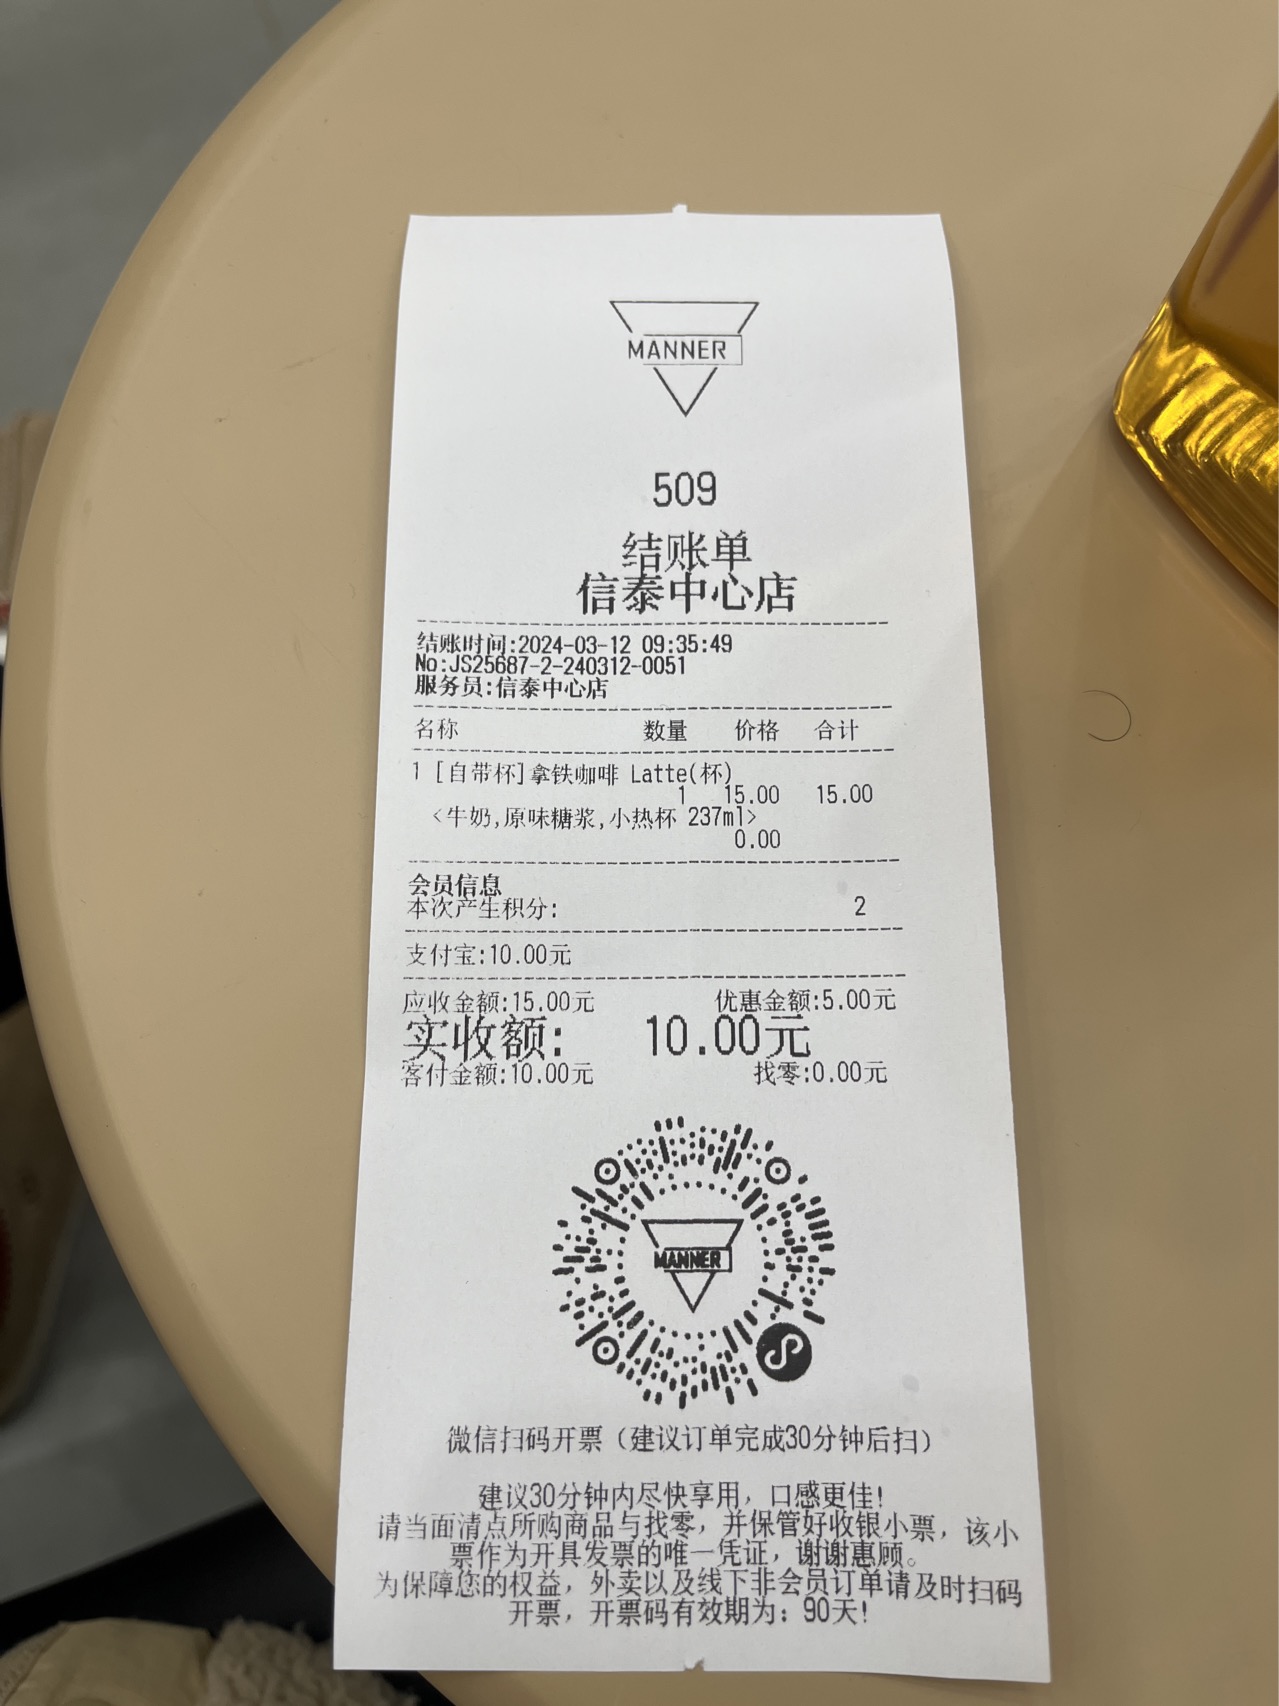 MANNER
509
结账单
信泰中心店
结账时间:2024-03-12 09:35:49
No:JS25687-2-240312-0051
服务员:信泰中心店
名称 数量 价格 合计
1 [自带杯]拿铁咖啡 Latte(杯)
1 15.00 15.00
<牛奶,原味糖浆,小热杯 237ml>
0.00
会员信息
本次产生积分: 2
支付宝:10.00元
应收金额:15.00元 优惠金额:5.00元
实收额: 10.00元
客付金额:10.00元 找零:0.00元
MANNER
微信扫码开票（建议订单完成30分钟后扫）
建议30分钟内尽快享用，口感更佳!
请当面清点所购商品与找零，并保管好收银小票，该小
票作为开具发票的唯一凭证，谢谢惠顾。
为保障您的权益，外卖以及线下非会员订单请及时扫码
开票，开票码有效期为：90天!